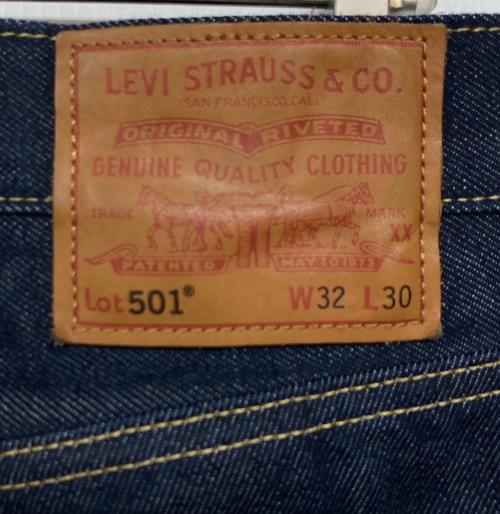 LEVI STRAUSS & CO.
SAN FRANCISCO, CAL.
ORIGINAL RIVETED
GENUINE QUALITY CLOTHING
TRADE MARK
XX
PATENTED MAY 20 1873
Lot 501® W32 L30